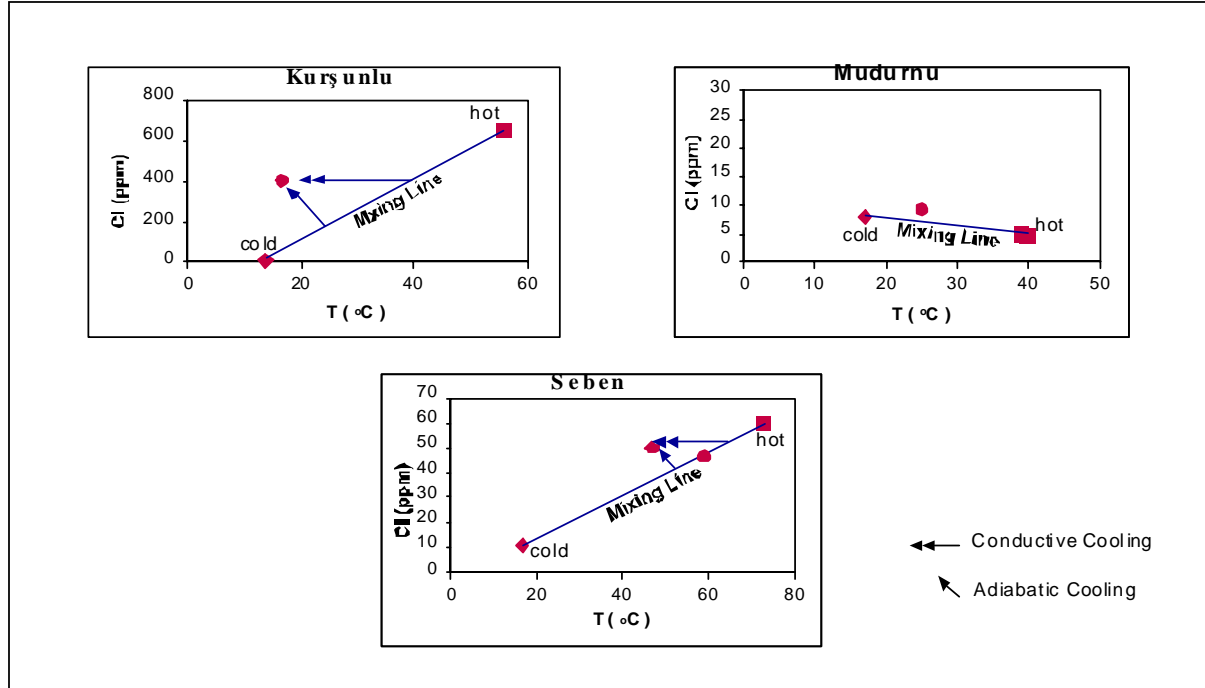 Kurşunlu
800
600
400
200
0
Cl (ppm)
hot
cold
Mixing Line
0 20 40 60
T ( oC )
Mudurnu
30
25
20
15
10
5
0
Cl (ppm)
cold
Mixing Line
hot
0 10 20 30 40 50
T ( oC )
Seben
70
60
50
40
30
20
10
0
Cl (ppm)
hot
Mixing Line
cold
0 20 40 60 80
T ( oC )
Conductive Cooling
Adiabatic Cooling